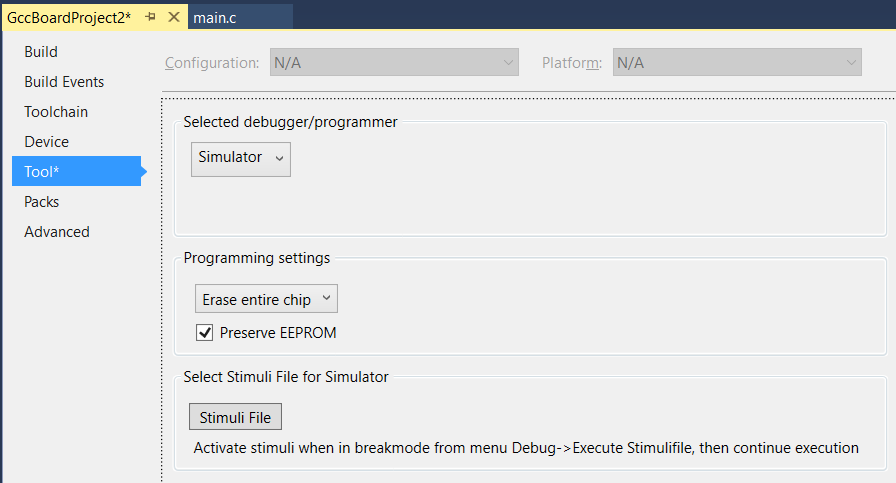 GccBoardProject2* main.c
Build
Configuration: N/A Platform: N/A
Build Events
Toolchain
Device
Tool*
Packs
Advanced
Selected debugger/programmer
Simulator
Programming settings
Erase entire chip
Preserve EEPROM
Select Stimuli File for Simulator
Stimuli File
Activate stimuli when in breakmode from menu Debug->Execute Stimulifile, then continue execution